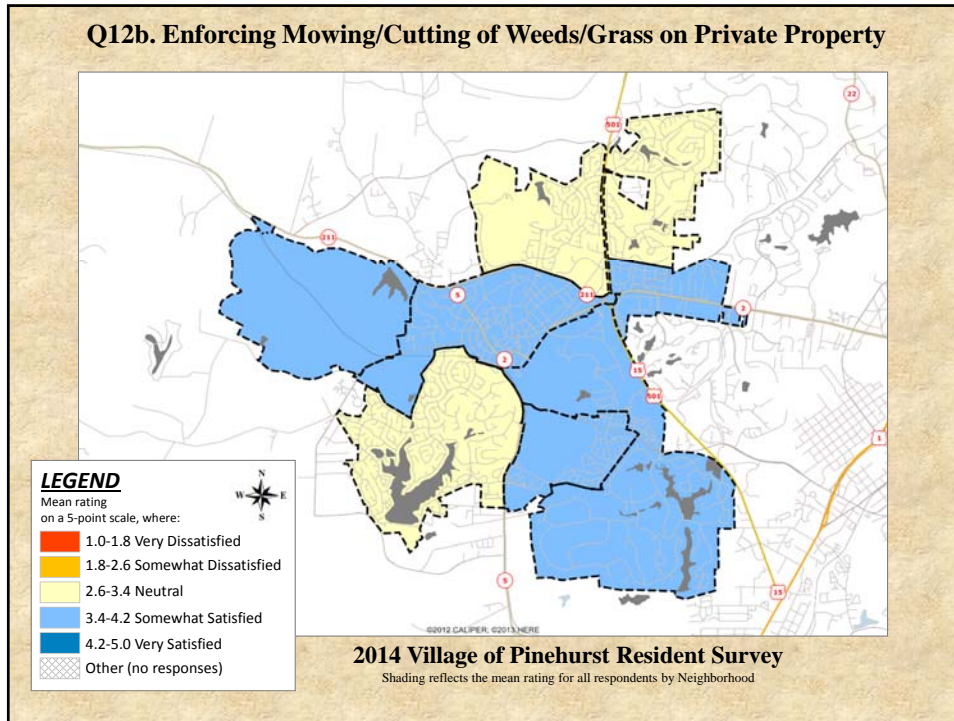 Q12b. Enforcing Mowing/Cutting of Weeds/Grass on Private Property
22
501
211
5
211
2
2
15
501
1
5
15
LEGEND
Mean rating
on a 5-point scale, where:
1.0-1.8 Very Dissatisfied
1.8-2.6 Somewhat Dissatisfied
2.6-3.4 Neutral
3.4-4.2 Somewhat Satisfied
4.2-5.0 Very Satisfied
Other (no responses)
N
W E
S
©2012 CALIPER; ©2013 HERE
2014 Village of Pinehurst Resident Survey
Shading reflects the mean rating for all respondents by Neighborhood